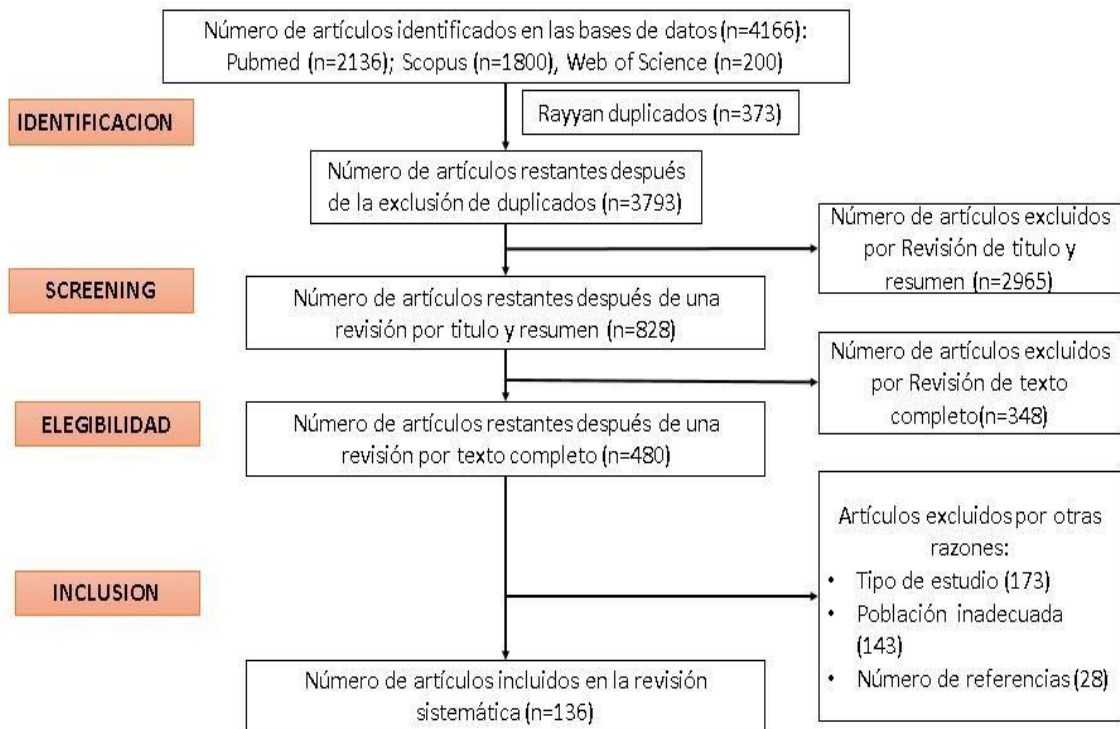 Número de artículos identificados en las bases de datos (n=4166):
Pubmed (n=2136); Scopus (n=1800), Web of Science (n=200)
IDENTIFICACION
Rayyan duplicados (n=373)
Número de artículos restantes después
de la exclusión de duplicados (n=3793)
Número de artículos excluidos
por Revisión de titulo y
resumen (n=2965)
SCREENING
Número de artículos restantes después de una
revisión por titulo y resumen (n=828)
Número de artículos excluidos
por Revisión de texto
completo(n=348)
ELEGIBILIDAD
Número de artículos restantes después de una
revisión por texto completo (n=480)
Artículos excluidos por otras
razones:
• Tipo de estudio (173)
• Población inadecuada
(143)
• Número de referencias (28)
INCLUSION
Número de artículos incluidos en la revisión
sistemática (n=136)